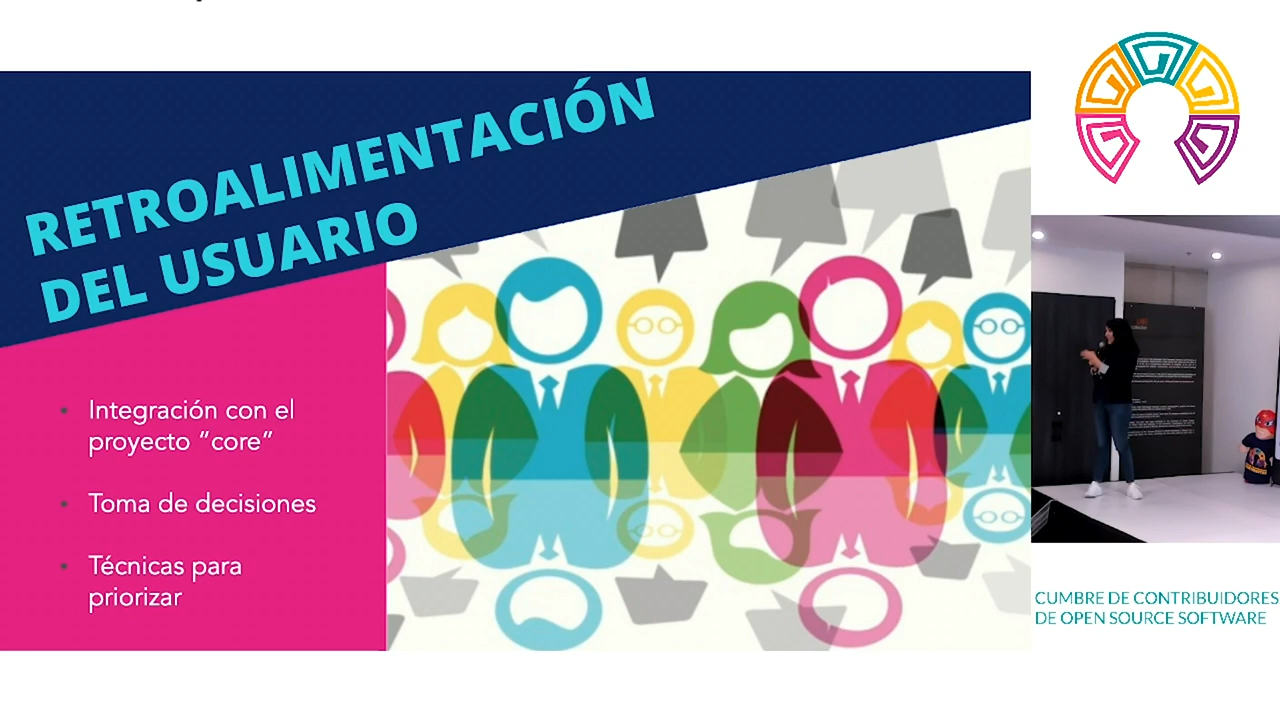 RETROALIMENTACIÓN
DEL USUARIO
• Integración con el
proyecto “core”
• Toma de decisiones
• Técnicas para
priorizar
CUMBRE DE CONTRIBUIDORES
DE OPEN SOURCE SOFTWARE